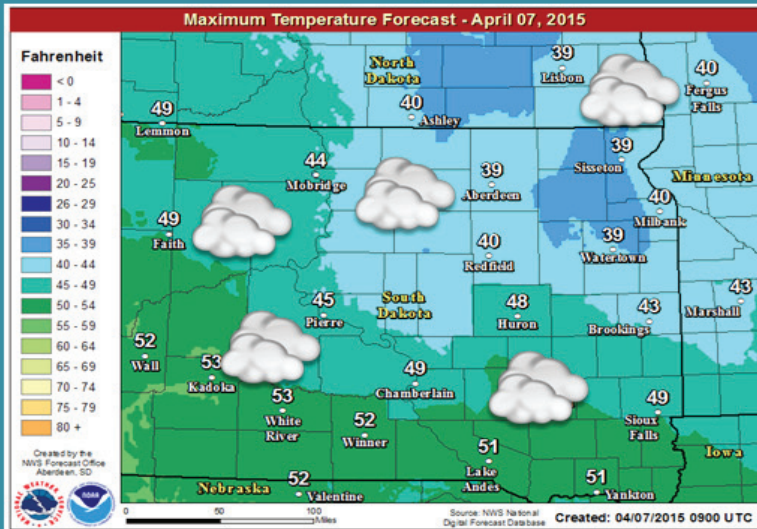 Maximum Temperature Forecast - April 07, 2015
Fahrenheit
< 0
1 - 4
5 - 9
10 - 14
15 - 19
20 - 25
26 - 29
30 - 34
35 - 39
40 - 44
45 - 49
50 - 54
55 - 59
60 - 64
65 - 69
70 - 74
75 - 79
80 +
Created by the
NWS Forecast Office
Aberdeen, SD
North
Dakota
39
Lisbon
40
Fergus
Falls
49
Lemmon
40
Ashley
44
Mobridge
39
Aberdeen
39
Sisseton
Minnesota
49
Faith
40
Milbank
40
Redfield
39
Watertown
45
Pierre
South
Dakota
48
Huron
43
Brookings
43
Marshall
52
Wall
53
Kadoka
49
Chamberlain
53
White
River
52
Winner
49
Sioux
Falls
51
Lake
Andes
Iowa
Nebraska
52
Valentine
51
Yankton
0 50 100
Miles
Source: NWS National
Digital Forecast Database
Created: 04/07/2015 0900 UTC
NATIONAL WEATHER SERVICE
NOAA